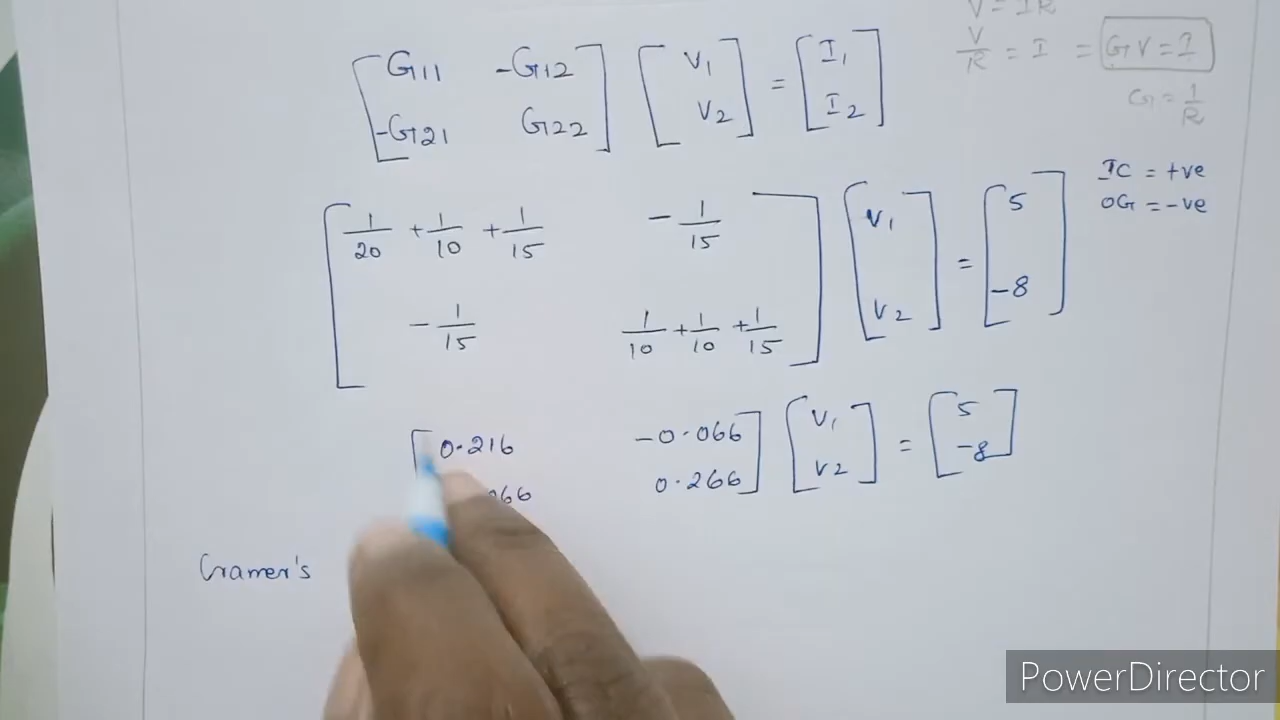 V = IR
V/R = I = GV = I
G = 1/R
[G11 -G12; -G21 G22] [V1; V2] = [I1; I2]
IC = +ve
OG = -ve
[1/20 + 1/10 + 1/15 -1/15; -1/15 1/10 + 1/10 + 1/15] [V1; V2] = [5; -8]
[0.216 -0.066; 066 0.266] [V1; V2] = [5; -8]
Cramer's
PowerDirector